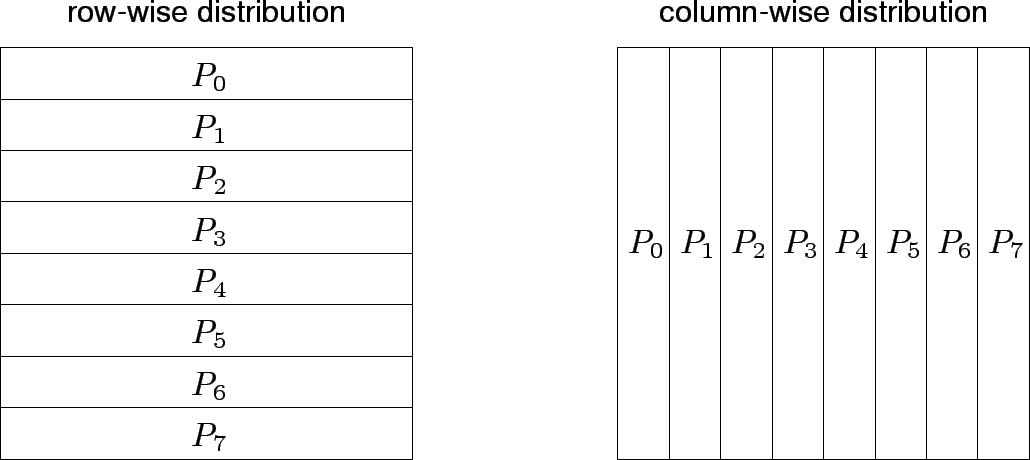 row-wise distribution
P0
P1
P2
P3
P4
P5
P6
P7
column-wise distribution
P0 P1 P2 P3 P4 P5 P6 P7